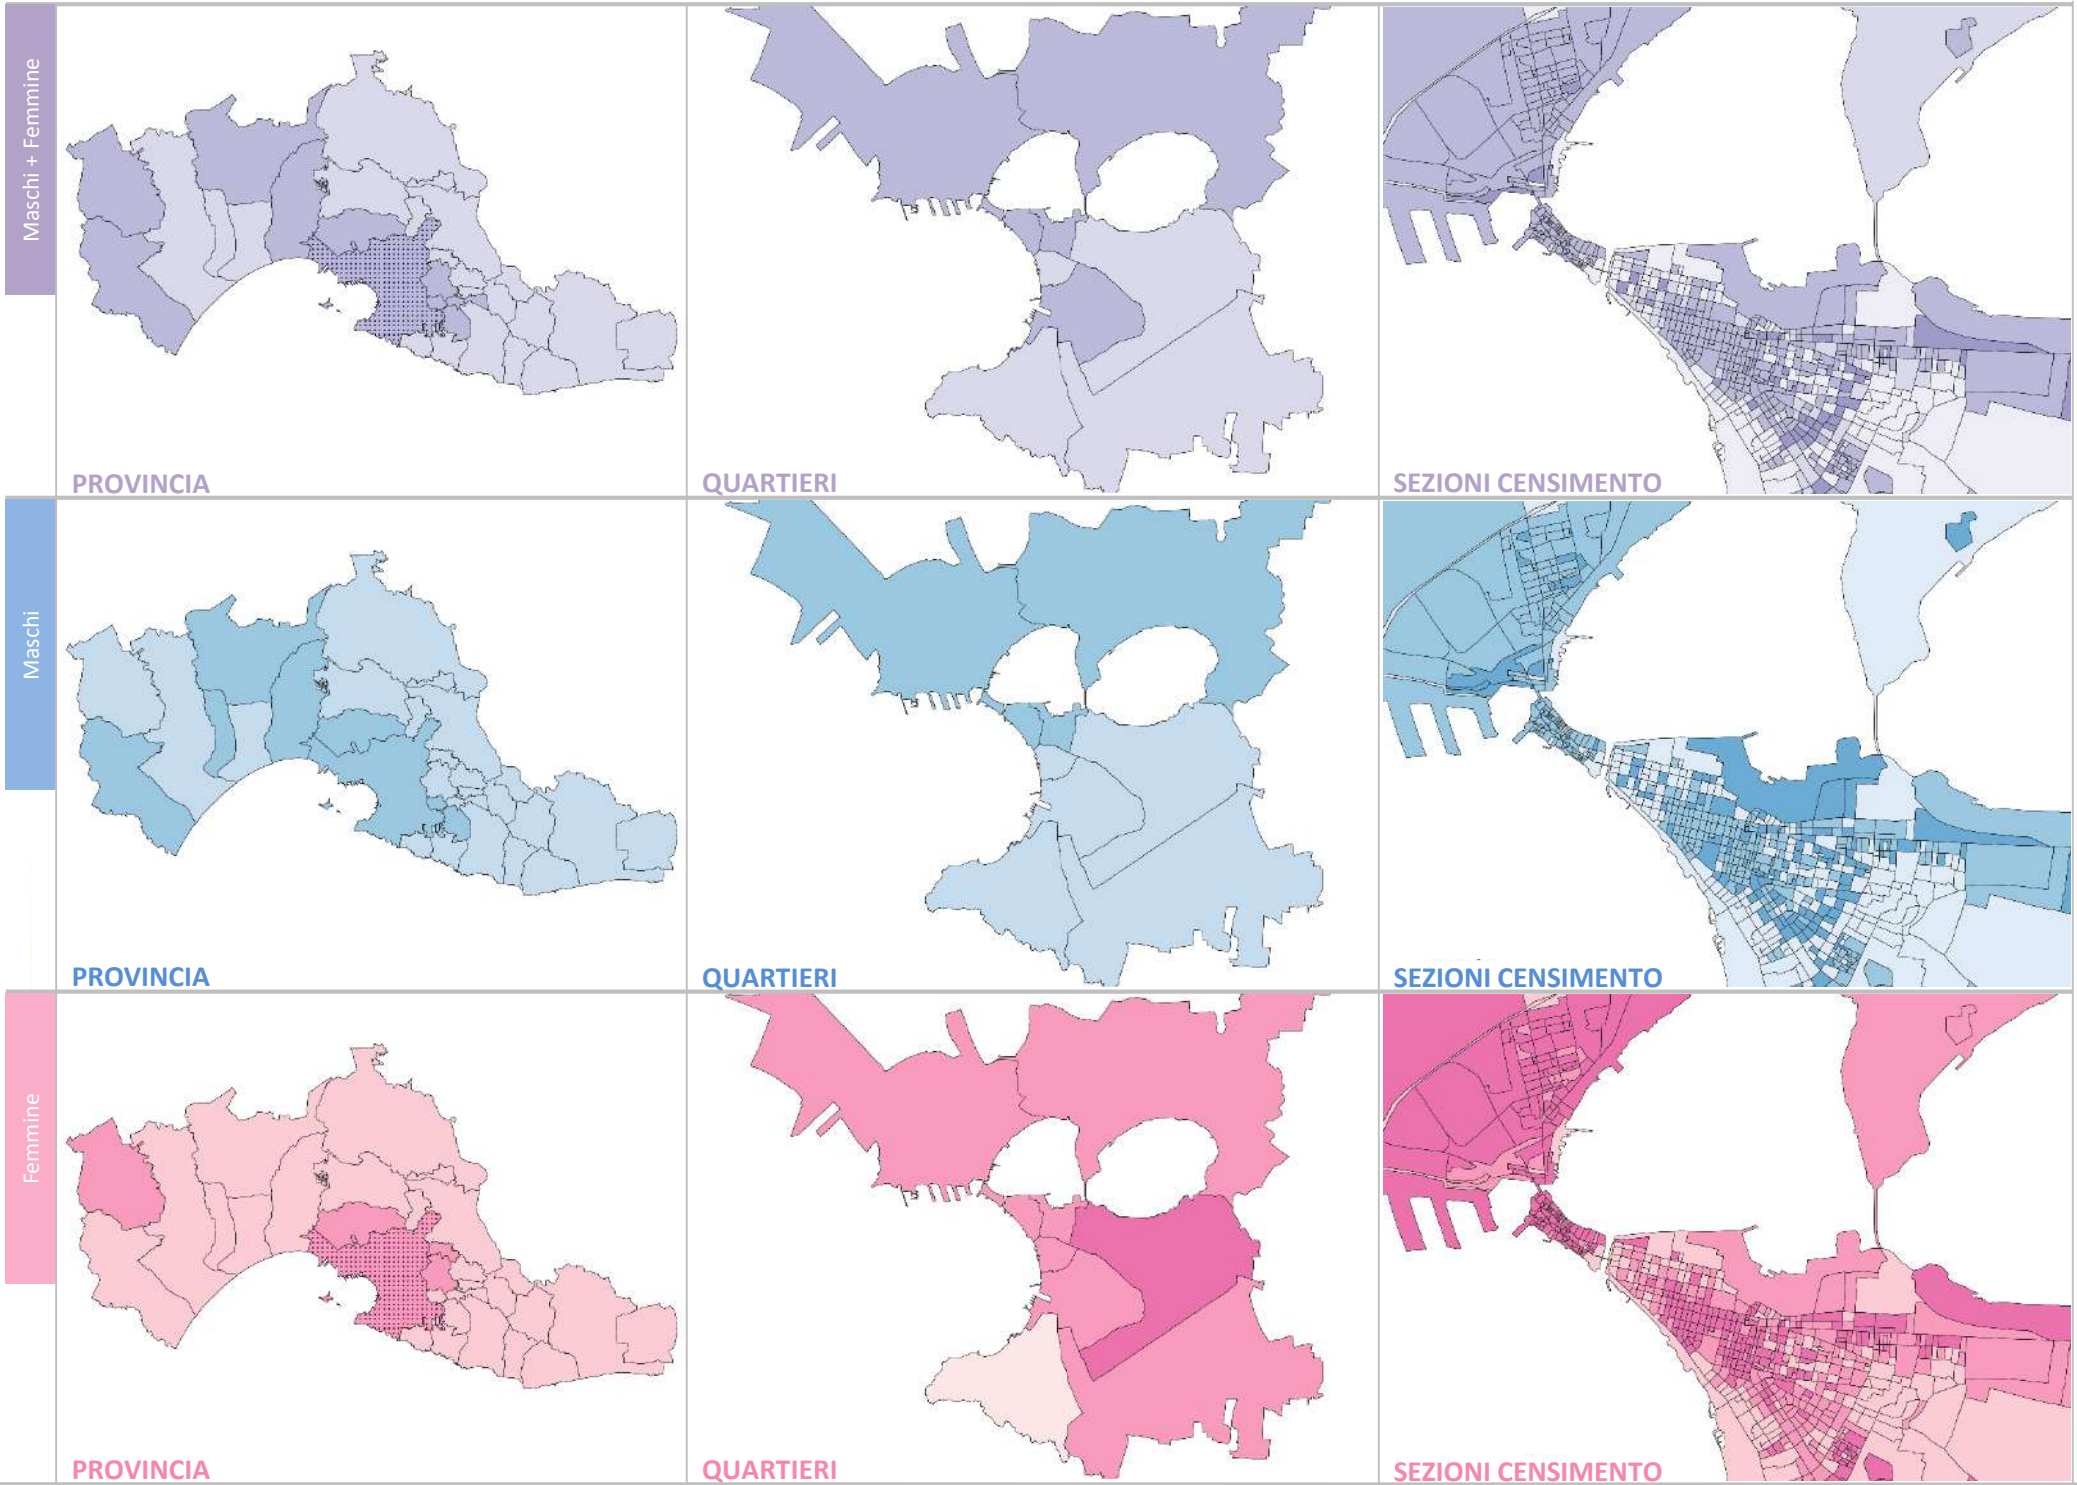 Maschi + Femmine
PROVINCIA
QUARTIERI
SEZIONI CENSIMENTO
Maschi
PROVINCIA
QUARTIERI
SEZIONI CENSIMENTO
Femmine
PROVINCIA
QUARTIERI
SEZIONI CENSIMENTO